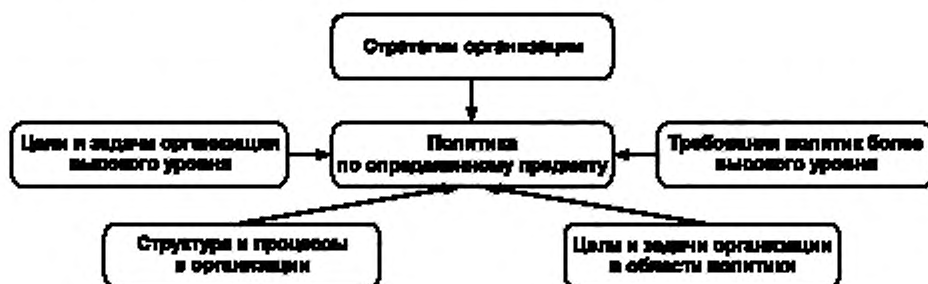 Стратегии организации
Цели и задачи организации
высокого уровня
Политика
по определенному предмету
Требования политик более
высокого уровня
Структура и процессы
в организации
Цели и задачи организации
в области политики